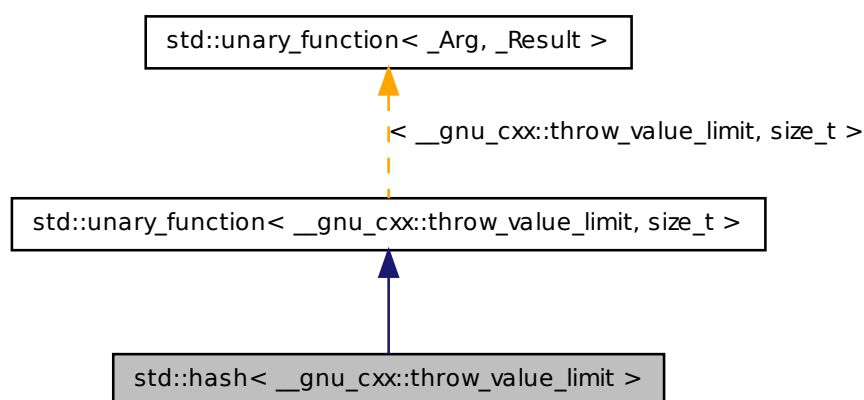 std::unary_function< _Arg, _Result >
< __gnu_cxx::throw_value_limit, size_t >
std::unary_function< __gnu_cxx::throw_value_limit, size_t >
std::hash< __gnu_cxx::throw_value_limit >